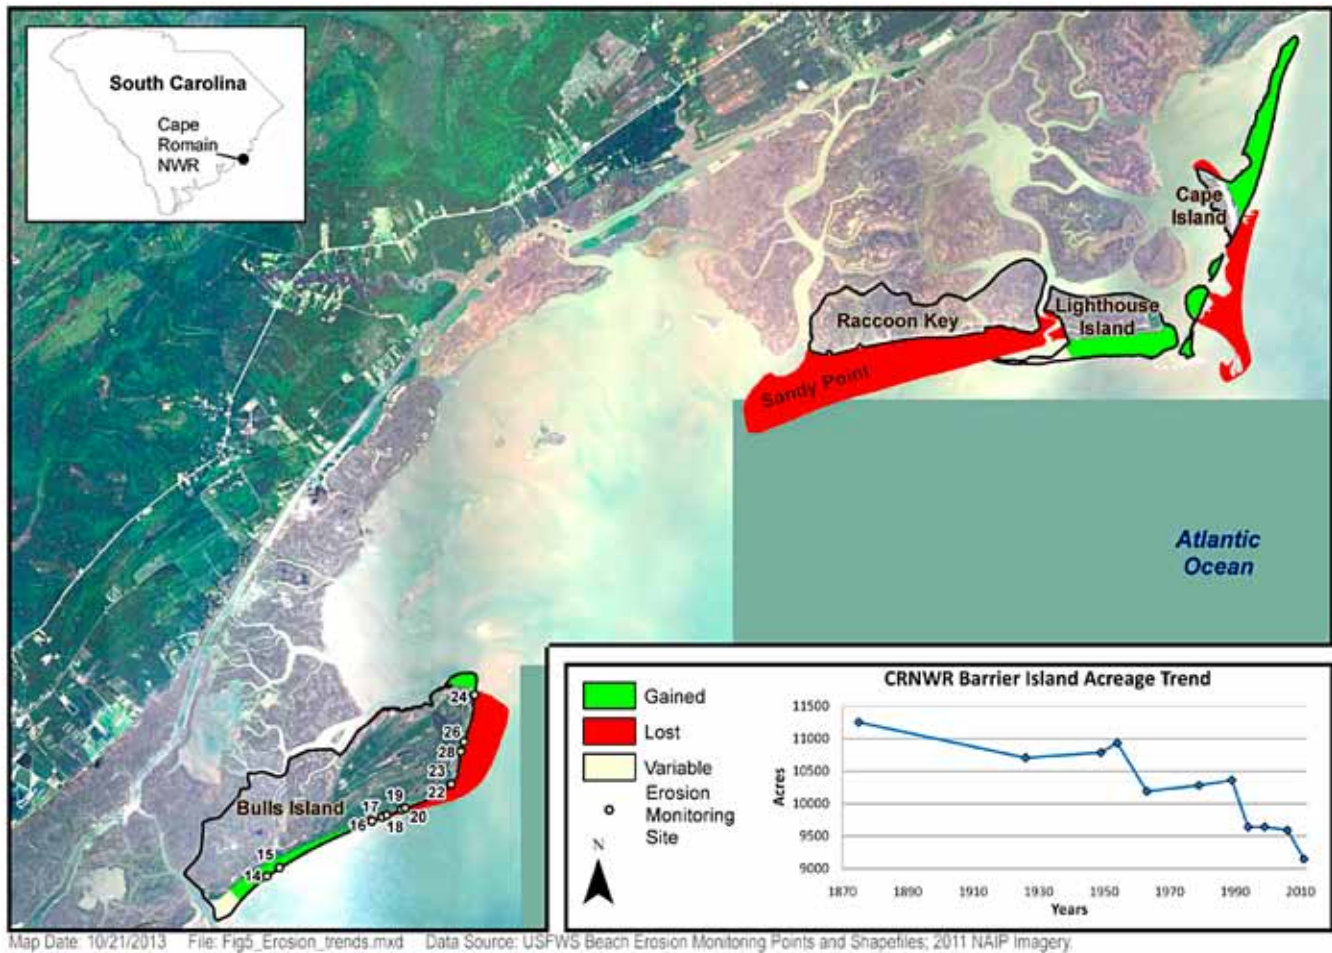 South Carolina
Cape
Romain
NWR
Cape
Island
Raccoon Key
Lighthouse
Island
Sandy Point
Atlantic
Ocean
24
26
28
23
22
19
20
17
18
16
15
14
Bulls Island
Gained
Lost
Variable
Erosion
Monitoring
Site
N
CRNWR Barrier Island Acreage Trend
11500
11000
10500
10000
9500
9000
Acres
1870 1890 1910 1930 1950 1970 1990 2010
Years
Map Date: 10/21/2013 File: Fig5_Erosion_trends.mxd Data Source: USFWS Beach Erosion Monitoring Points and Shapefiles; 2011 NAIP Imagery.